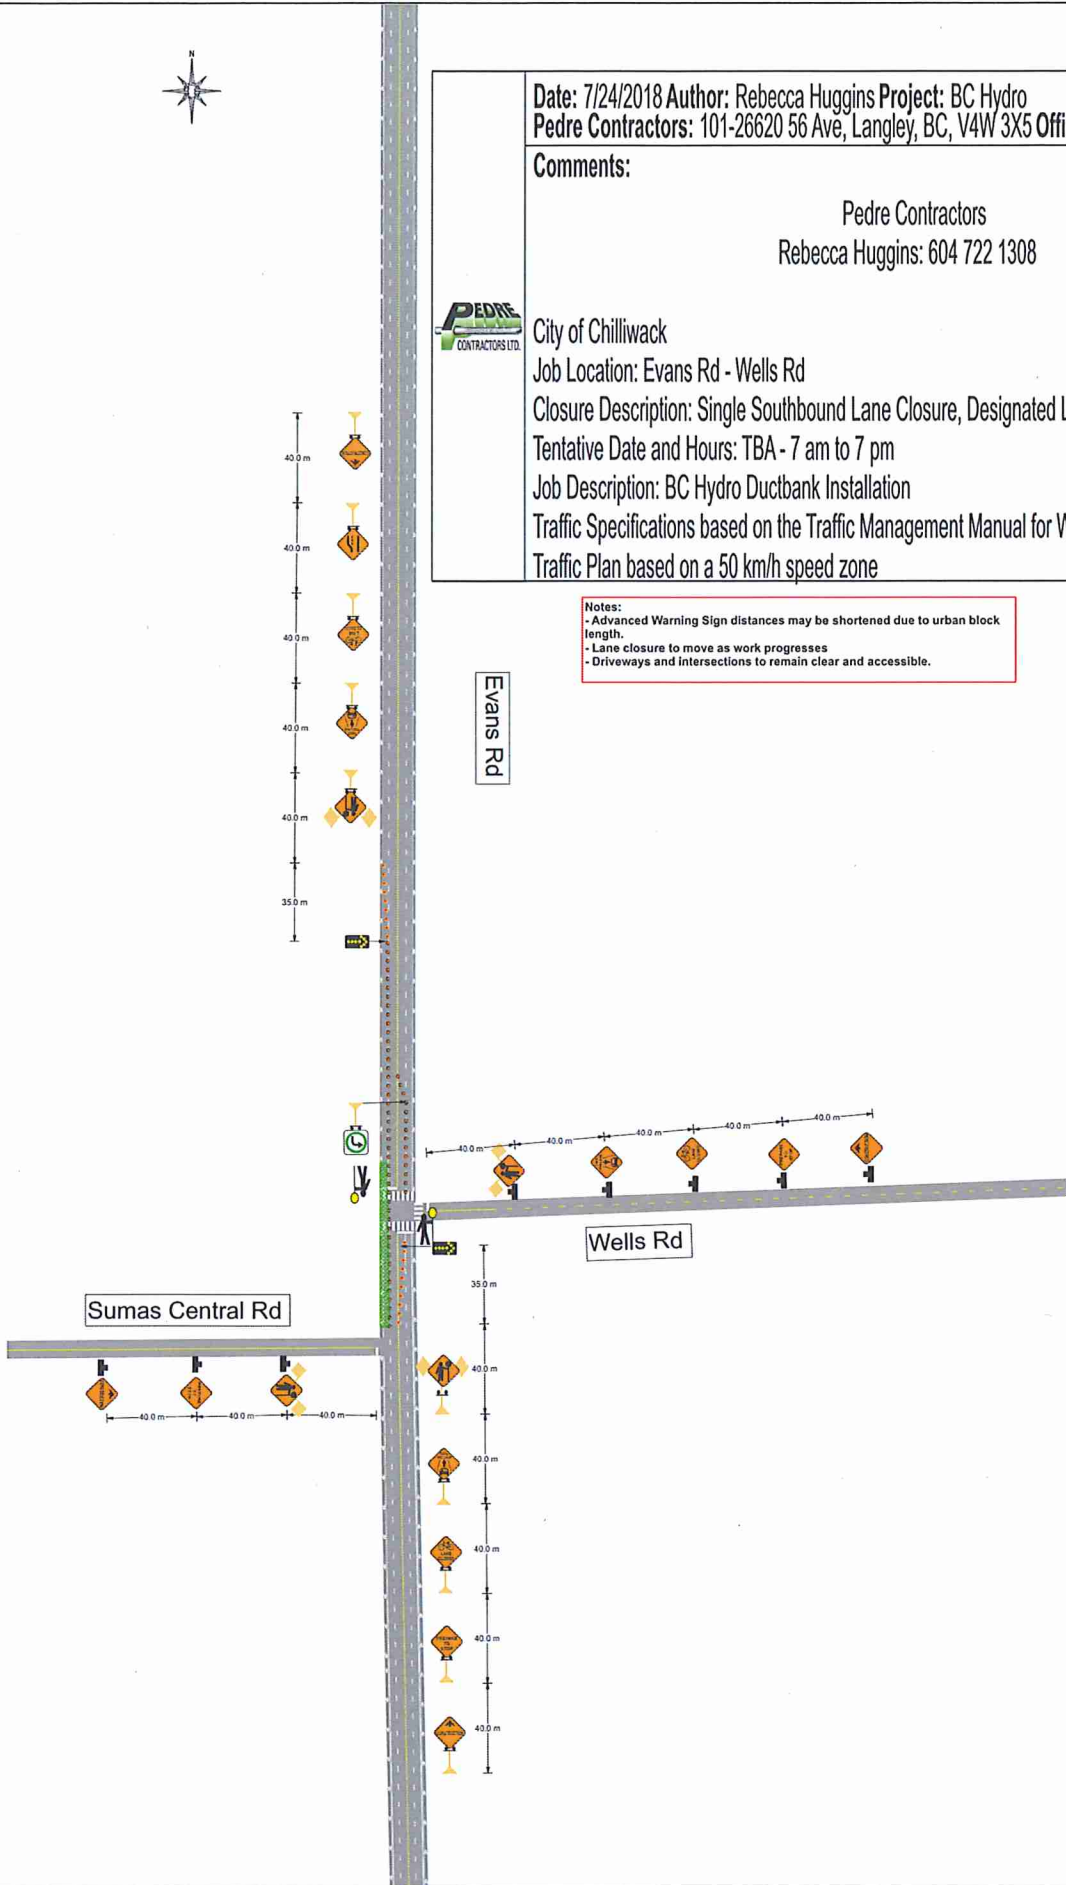 N
Date: 7/24/2018 Author: Rebecca Huggins Project: BC Hydro
Pedre Contractors: 101-26620 56 Ave, Langley, BC, V4W 3X5 Offi
Comments:
Pedre Contractors
Rebecca Huggins: 604 722 1308
PEDRE
CONTRACTORS LTD.
City of Chilliwack
Job Location: Evans Rd - Wells Rd
Closure Description: Single Southbound Lane Closure, Designated L
Tentative Date and Hours: TBA - 7 am to 7 pm
Job Description: BC Hydro Ductbank Installation
Traffic Specifications based on the Traffic Management Manual for W
Traffic Plan based on a 50 km/h speed zone
Notes:
- Advanced Warning Sign distances may be shortened due to urban block
length.
- Lane closure to move as work progresses
- Driveways and intersections to remain clear and accessible.
40.0 m
40.0 m
40.0 m
40.0 m
40.0 m
35.0 m
Evans Rd
40.0 m
40.0 m
40.0 m
40.0 m
40.0 m
Wells Rd
Sumas Central Rd
40.0 m
40.0 m
40.0 m
35.0 m
40.0 m
40.0 m
40.0 m
LANE
CLOSED
40.0 m
PREPARE
TO
STOP
40.0 m